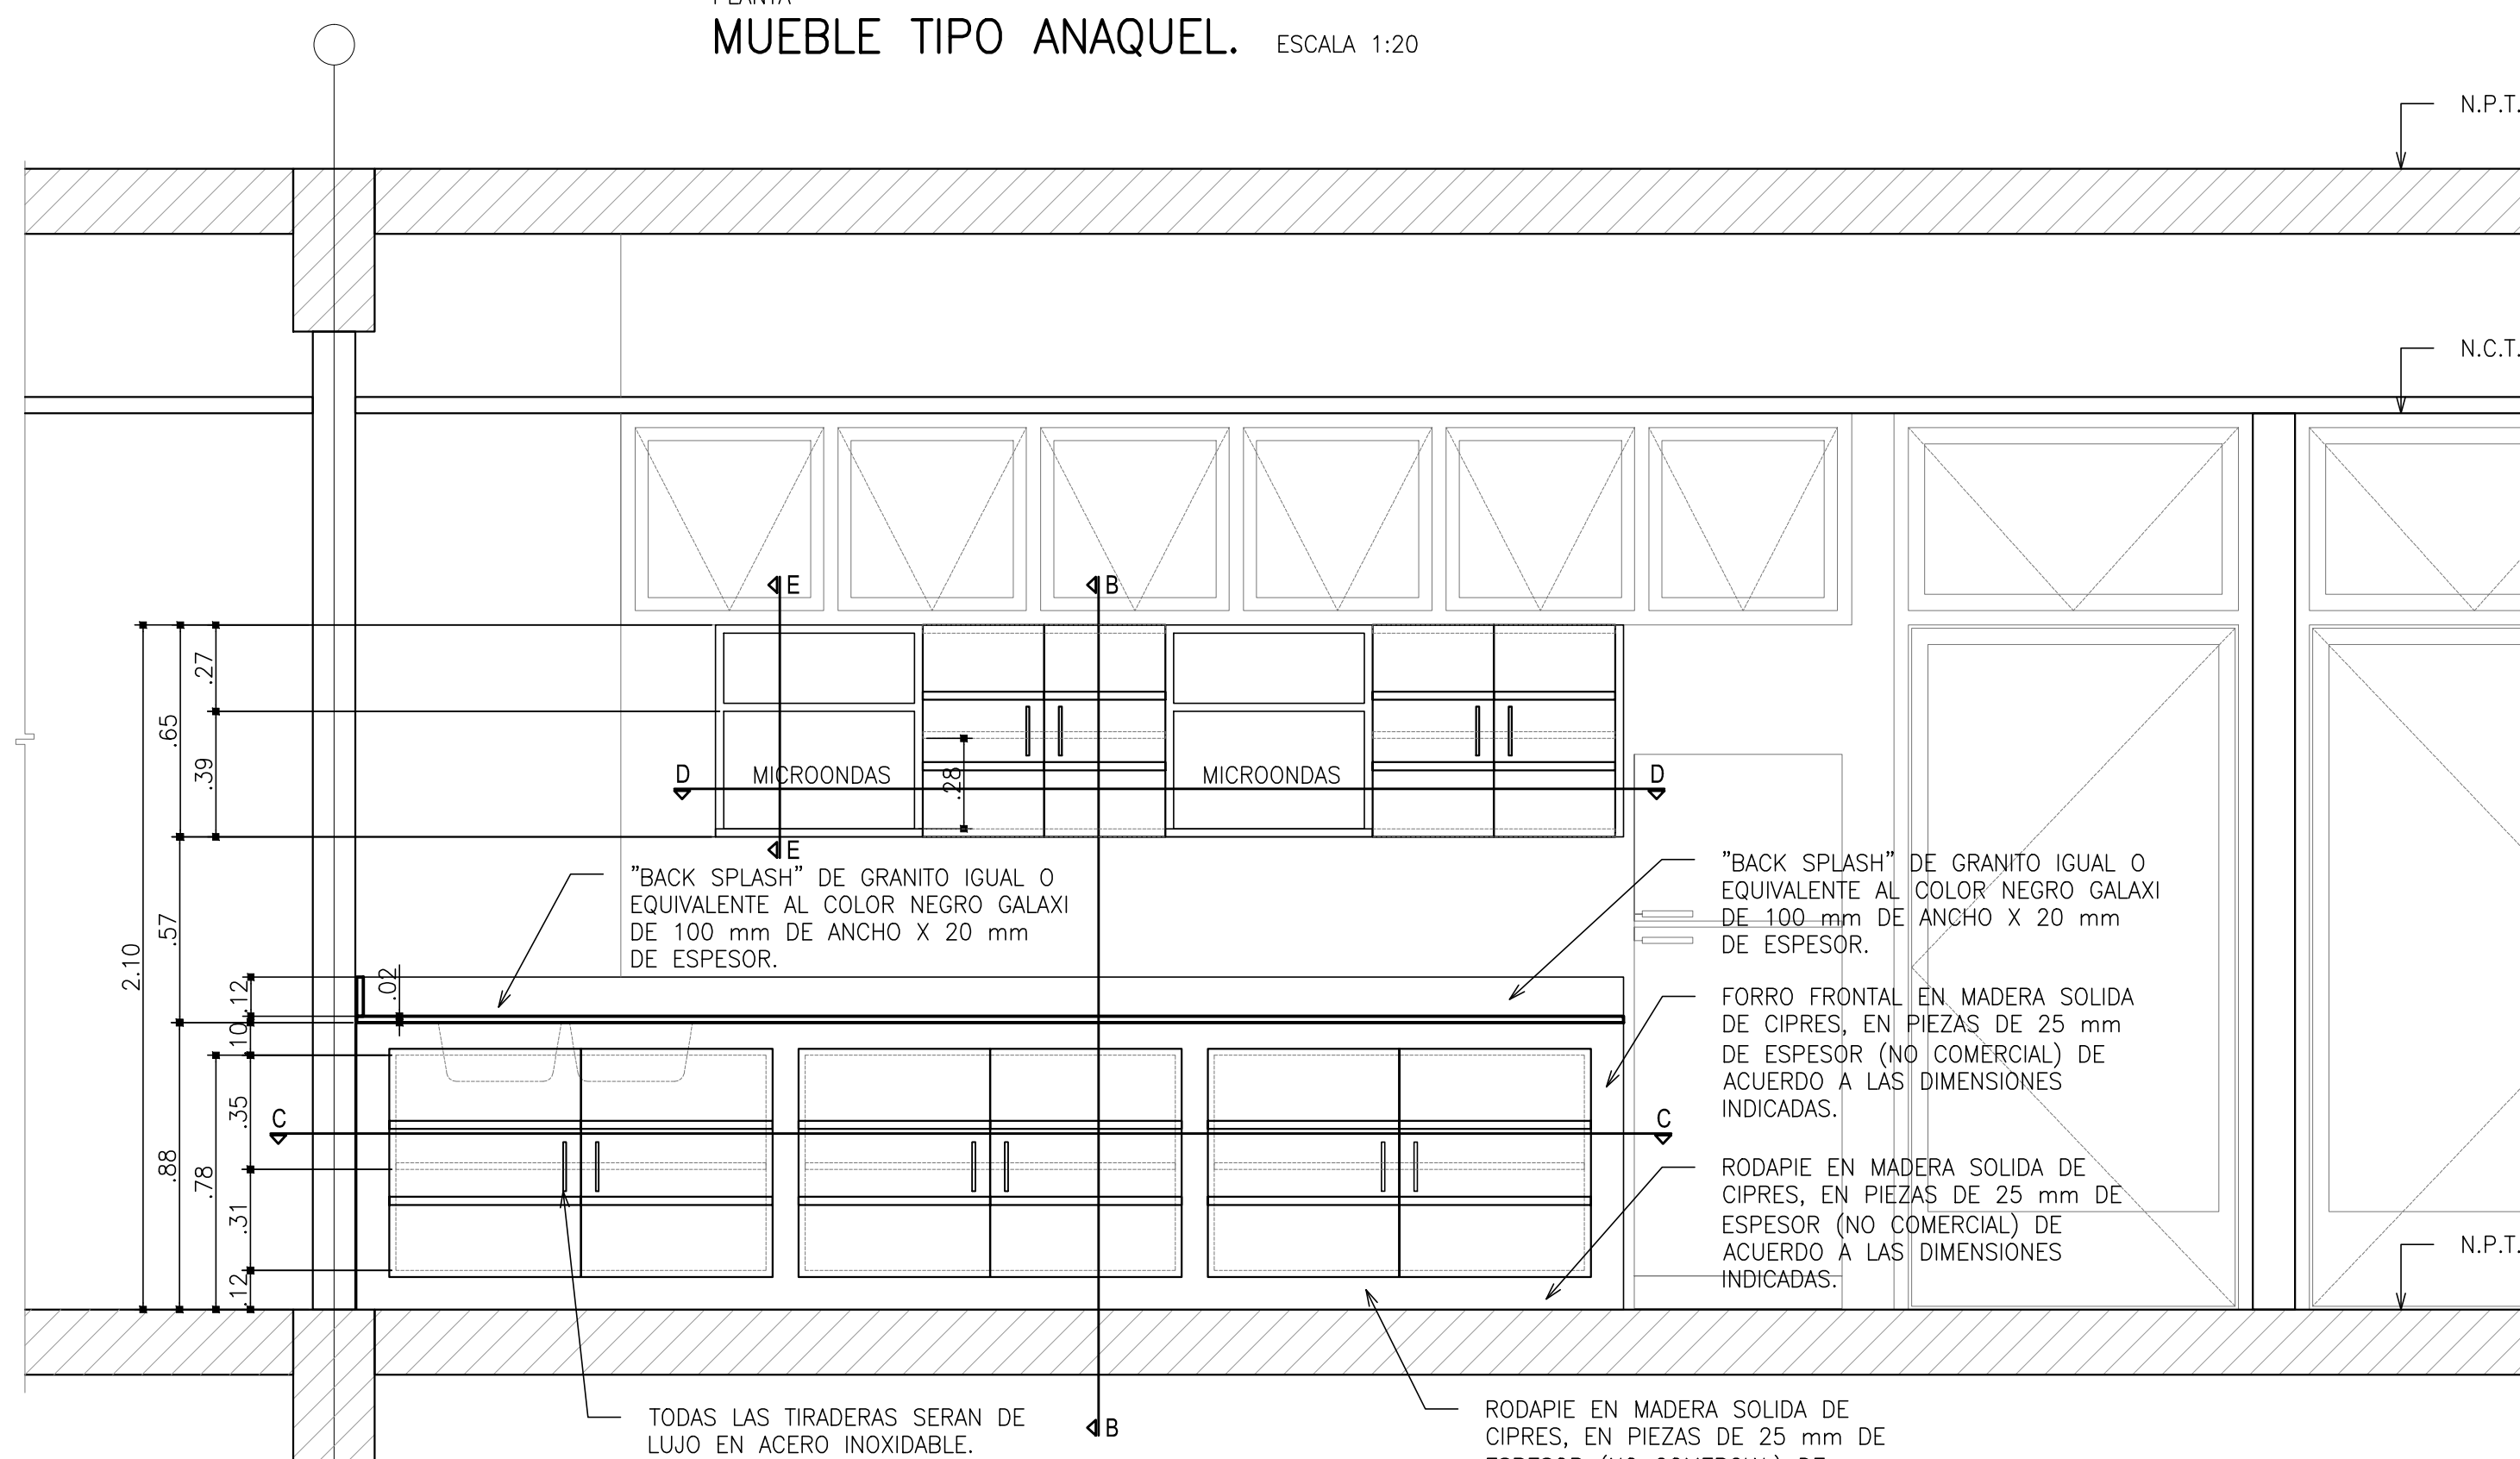 PLANTA
MUEBLE TIPO ANAQUEL. ESCALA 1:20
N.P.T.
N.C.T.
E
B
.27
.65
.39
D
MICROONDAS
.28
MICROONDAS
D
E
"BACK SPLASH" DE GRANITO IGUAL O
EQUIVALENTE AL COLOR NEGRO GALAXI
DE 100 mm DE ANCHO X 20 mm
DE ESPESOR.
"BACK SPLASH" DE GRANITO IGUAL O
EQUIVALENTE AL COLOR NEGRO GALAXI
DE 100 mm DE ANCHO X 20 mm
DE ESPESOR.
.57
2.10
.12
.02
.10
FORRO FRONTAL EN MADERA SOLIDA
DE CIPRES, EN PIEZAS DE 25 mm
DE ESPESOR (NO COMERCIAL) DE
ACUERDO A LAS DIMENSIONES
INDICADAS.
C
.35
C
.88
.78
.31
.12
RODAPIE EN MADERA SOLIDA DE
CIPRES, EN PIEZAS DE 25 mm DE
ESPESOR (NO COMERCIAL) DE
ACUERDO A LAS DIMENSIONES
INDICADAS.
N.P.T.
TODAS LAS TIRADERAS SERAN DE
LUJO EN ACERO INOXIDABLE.
B
RODAPIE EN MADERA SOLIDA DE
CIPRES, EN PIEZAS DE 25 mm DE